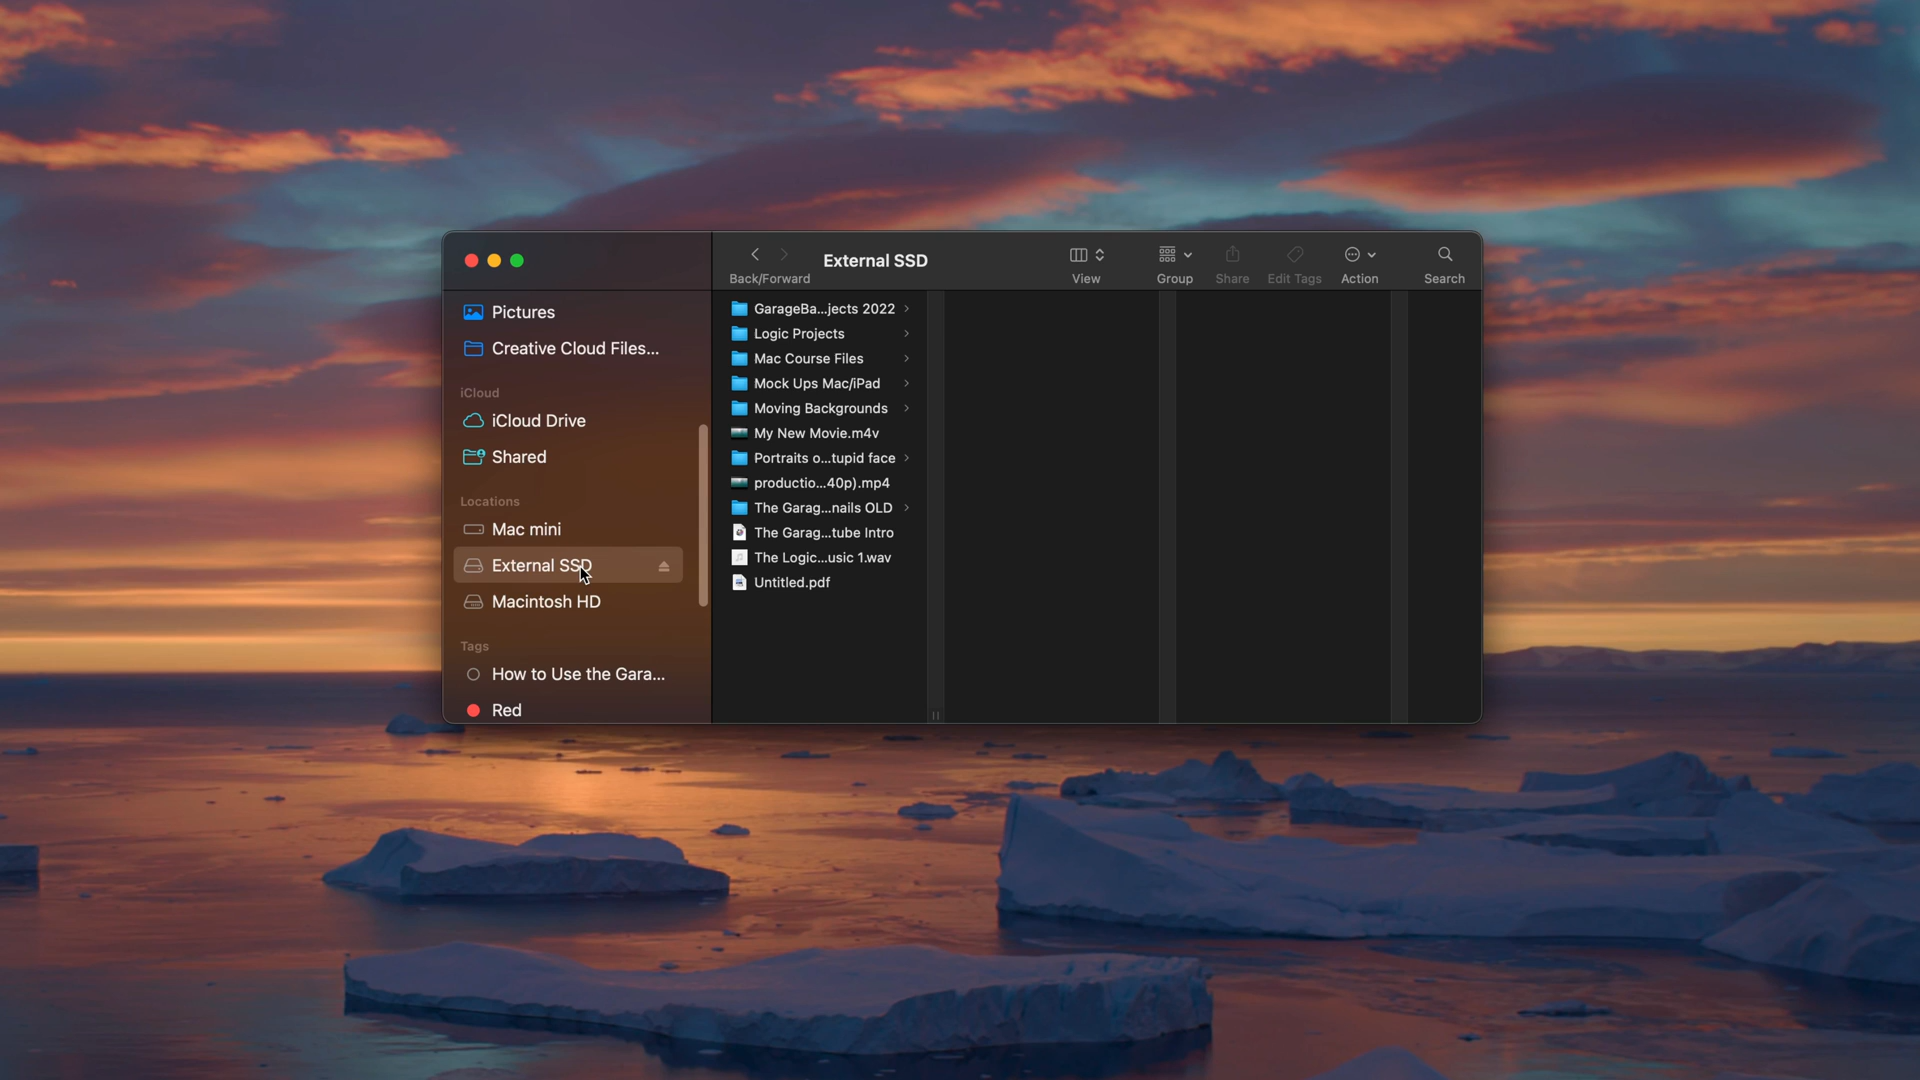 External SSD
Back/Forward
View
Group
Share
Edit Tags
Action
Search
Pictures
Creative Cloud Files...
iCloud
iCloud Drive
Shared
Locations
Mac mini
External SSD
Macintosh HD
Tags
How to Use the Gara...
Red
GarageBa...jects 2022
Logic Projects
Mac Course Files
Mock Ups Mac/iPad
Moving Backgrounds
My New Movie.m4v
Portraits o...tupid face
productio...40p).mp4
The Garag...nails OLD
The Garag...tube Intro
The Logic...usic 1.wav
Untitled.pdf